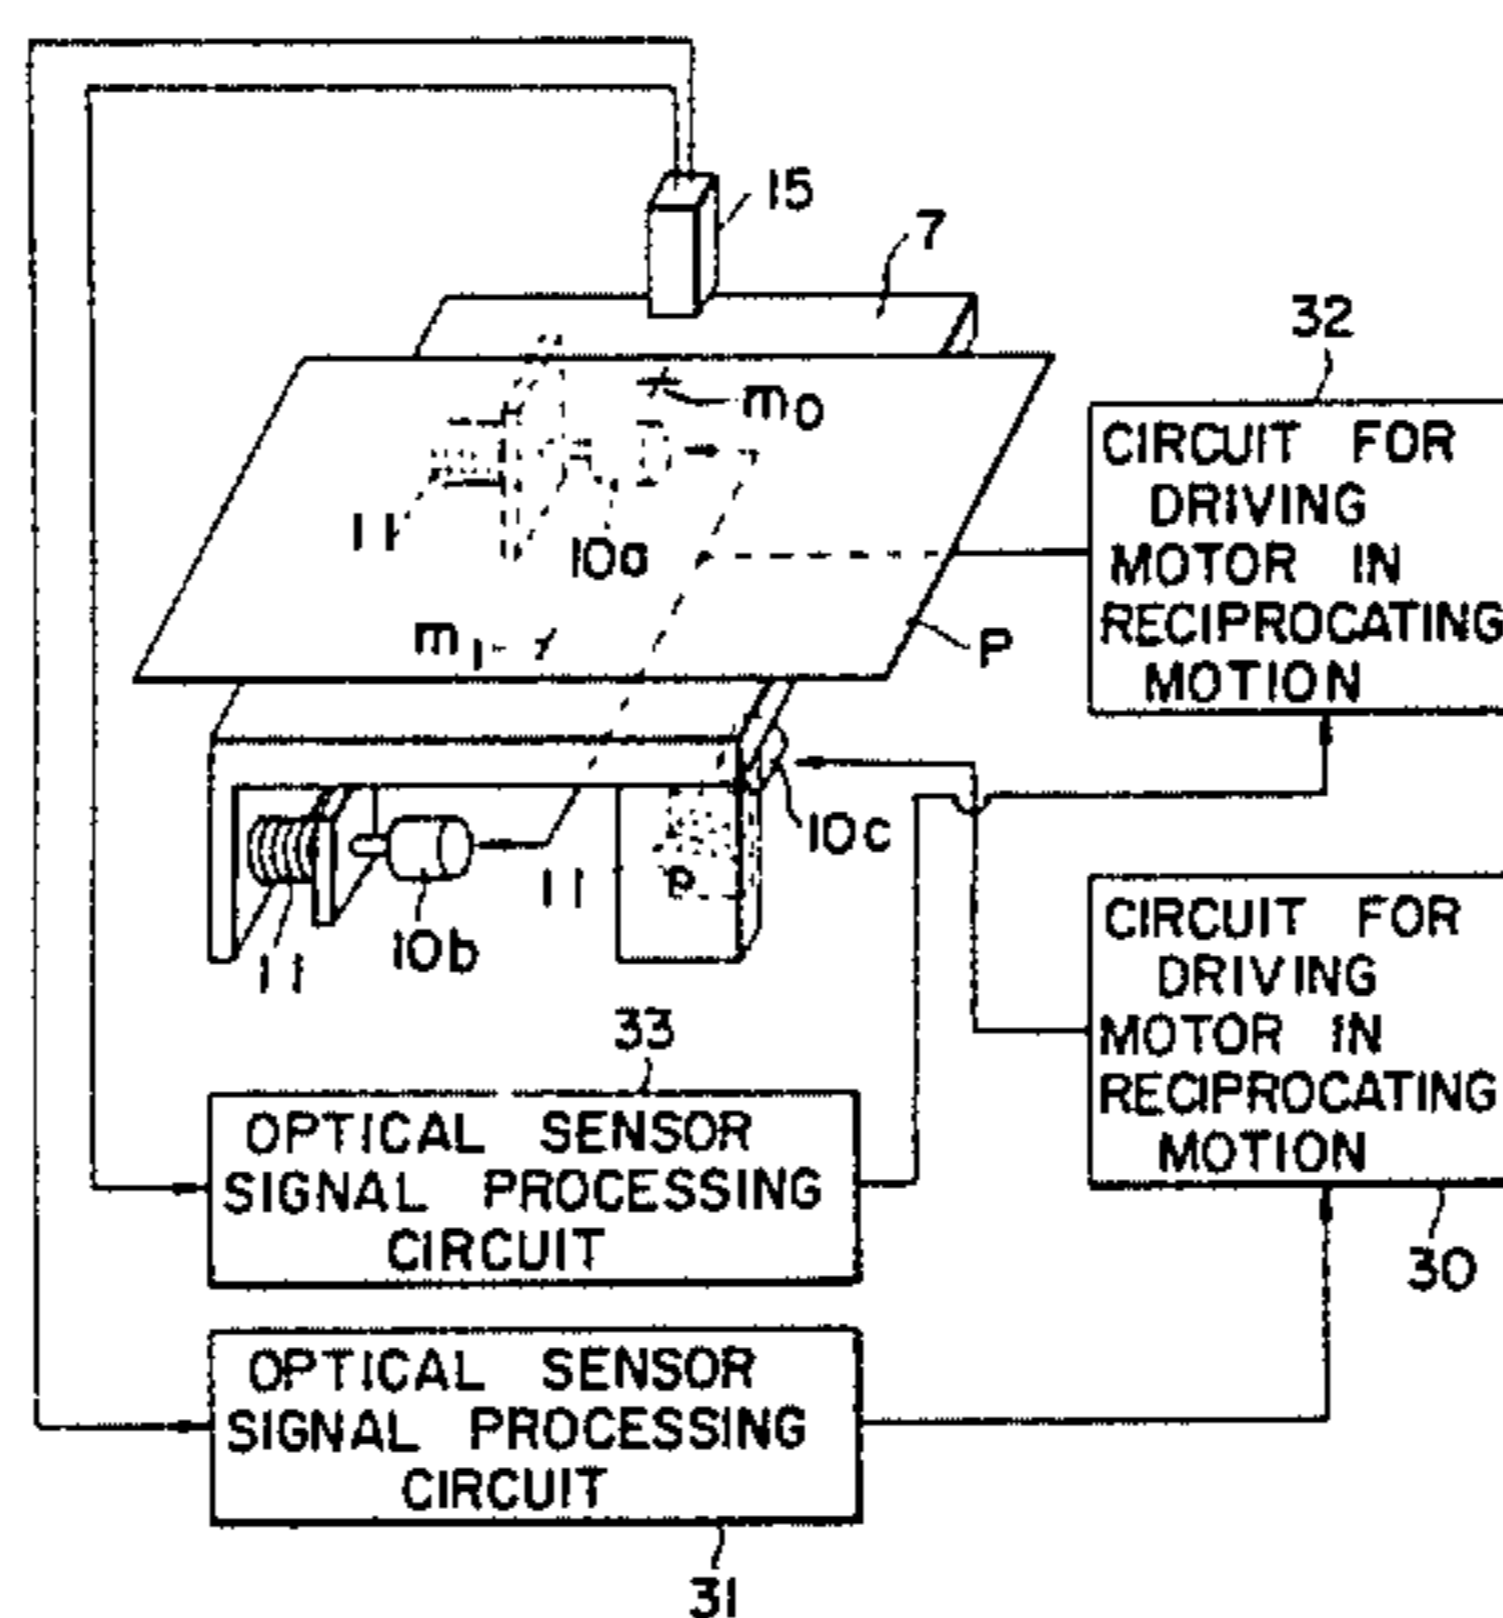 15
7
32
m0
CIRCUIT FOR
DRIVING
MOTOR IN
RECIPROCATING
MOTION
11
10a
m1
P
10c
11
P
10b
11
CIRCUIT FOR
DRIVING
MOTOR IN
RECIPROCATING
MOTION
30
33
OPTICAL SENSOR
SIGNAL PROCESSING
CIRCUIT
OPTICAL SENSOR
SIGNAL PROCESSING
CIRCUIT
31